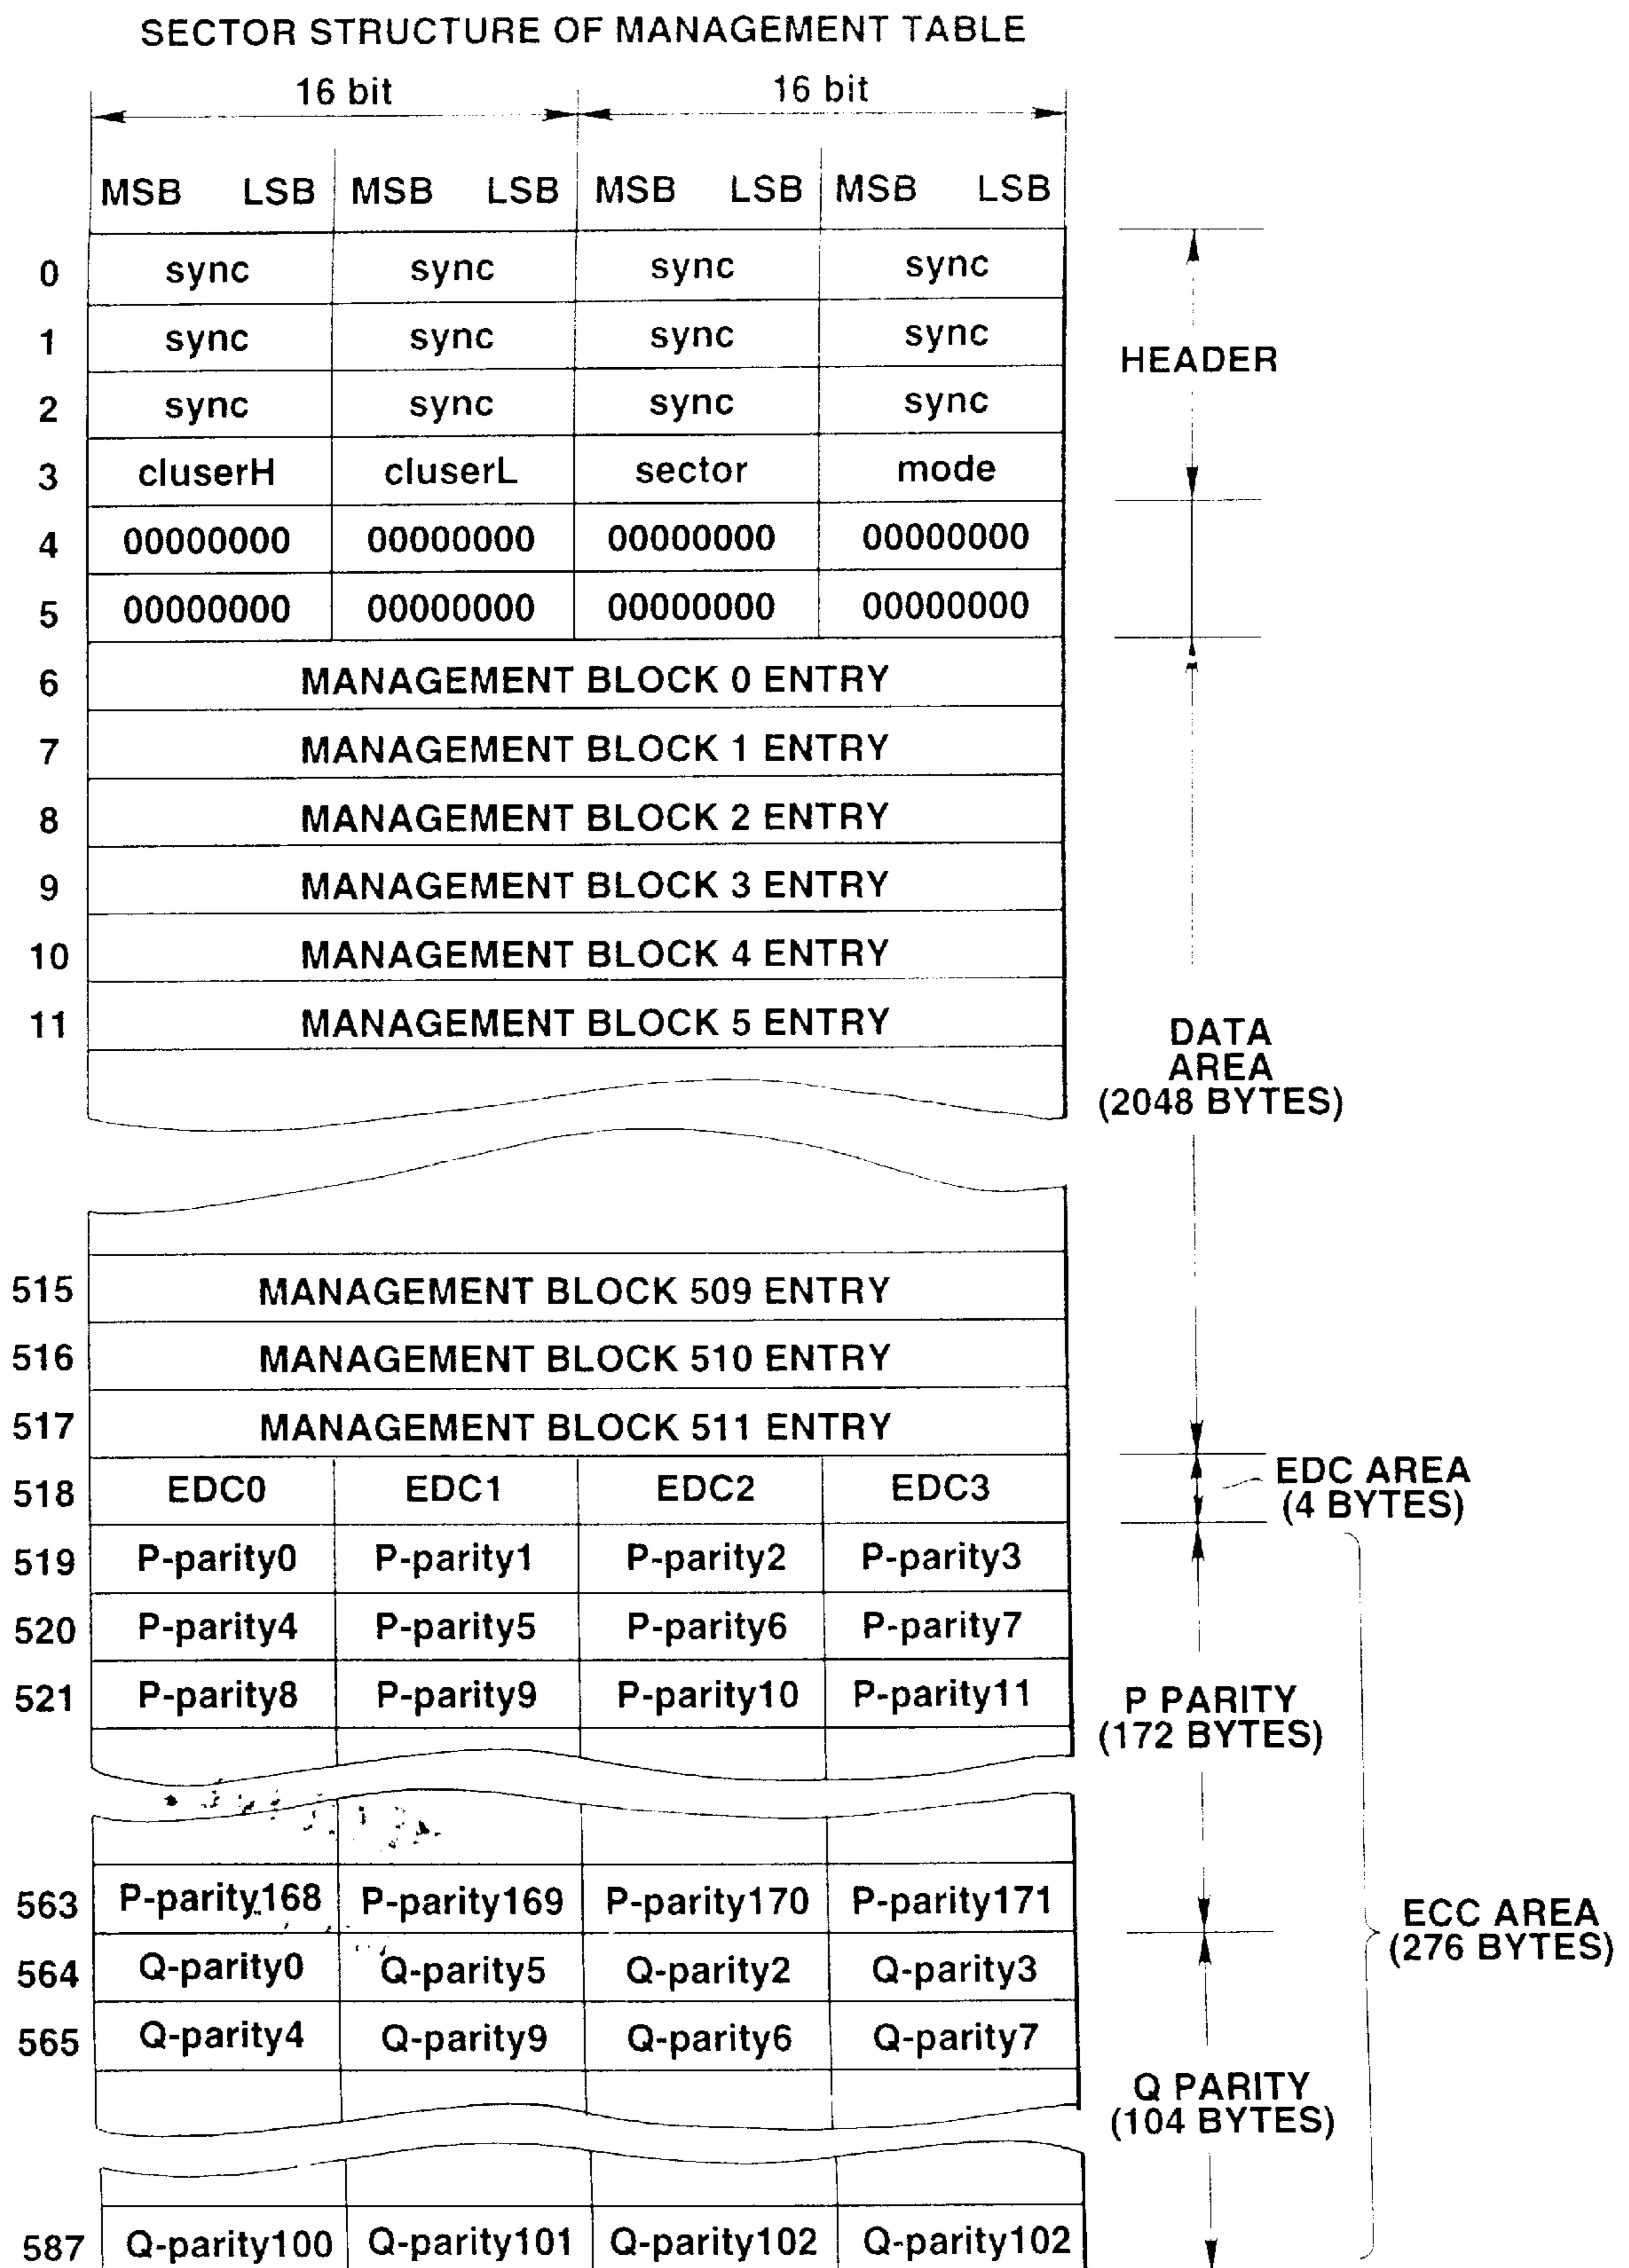 SECTOR STRUCTURE OF MANAGEMENT TABLE
16 bit 16 bit
MSB LSB MSB LSB MSB LSB MSB LSB
0 sync sync sync sync
1 sync sync sync sync
HEADER
2 sync sync sync sync
3 cluserH cluserL sector mode
4 00000000 00000000 00000000 00000000
5 00000000 00000000 00000000 00000000
6 MANAGEMENT BLOCK 0 ENTRY
7 MANAGEMENT BLOCK 1 ENTRY
8 MANAGEMENT BLOCK 2 ENTRY
9 MANAGEMENT BLOCK 3 ENTRY
10 MANAGEMENT BLOCK 4 ENTRY
11 MANAGEMENT BLOCK 5 ENTRY
DATA
AREA
(2048 BYTES)
515 MANAGEMENT BLOCK 509 ENTRY
516 MANAGEMENT BLOCK 510 ENTRY
517 MANAGEMENT BLOCK 511 ENTRY
518 EDC0 EDC1 EDC2 EDC3
EDC AREA
(4 BYTES)
519 P-parity0 P-parity1 P-parity2 P-parity3
520 P-parity4 P-parity5 P-parity6 P-parity7
521 P-parity8 P-parity9 P-parity10 P-parity11
P PARITY
(172 BYTES)
563 P-parity168 P-parity169 P-parity170 P-parity171
ECC AREA
(276 BYTES)
564 Q-parity0 Q-parity5 Q-parity2 Q-parity3
565 Q-parity4 Q-parity9 Q-parity6 Q-parity7
Q PARITY
(104 BYTES)
587 Q-parity100 Q-parity101 Q-parity102 Q-parity102